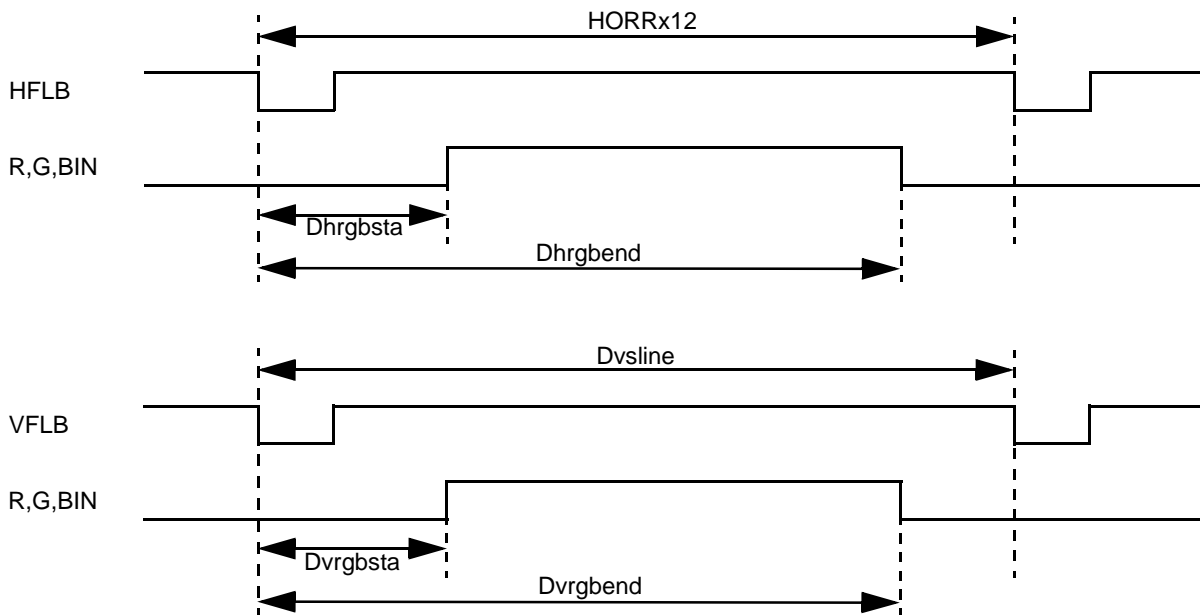 HORRx12
HFLB
R,G,BIN
Dhrgbsta
Dhrgbend
Dvsline
VFLB
R,G,BIN
Dvrgbsta
Dvrgbend